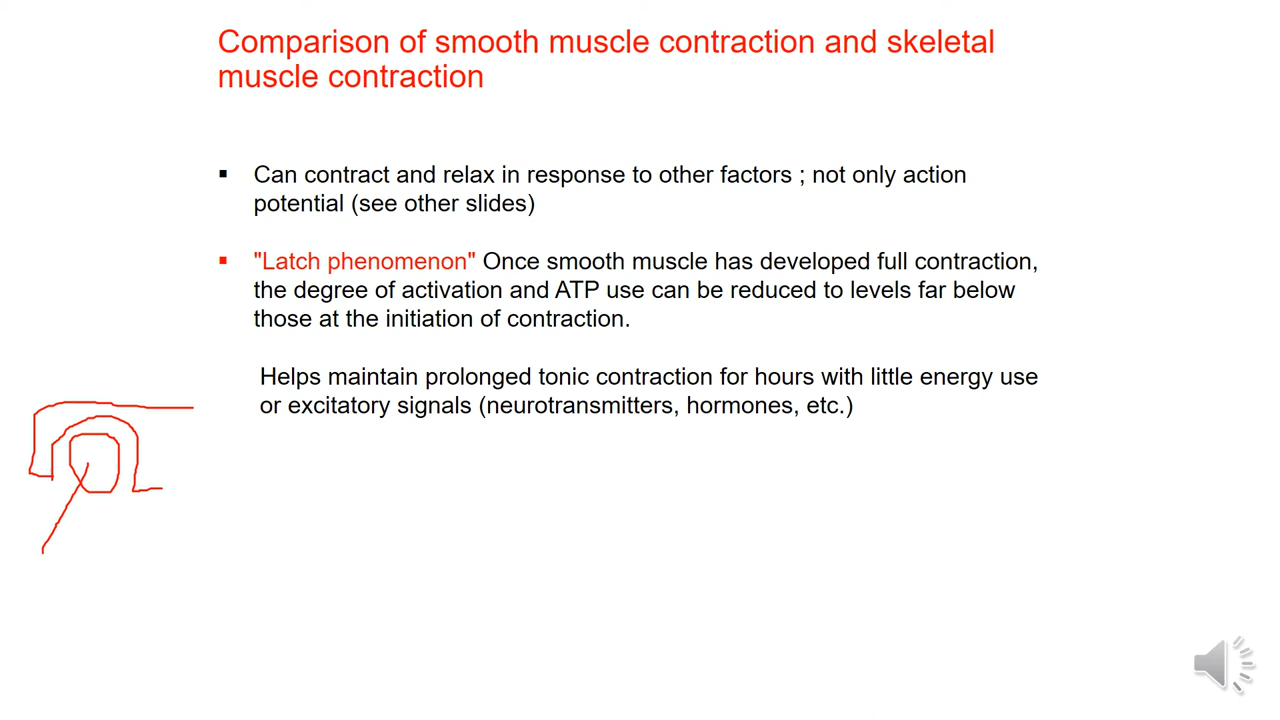 Comparison of smooth muscle contraction and skeletal
muscle contraction
▪ Can contract and relax in response to other factors ; not only action
potential (see other slides)
▪ "Latch phenomenon" Once smooth muscle has developed full contraction,
the degree of activation and ATP use can be reduced to levels far below
those at the initiation of contraction.
Helps maintain prolonged tonic contraction for hours with little energy use
or excitatory signals (neurotransmitters, hormones, etc.)